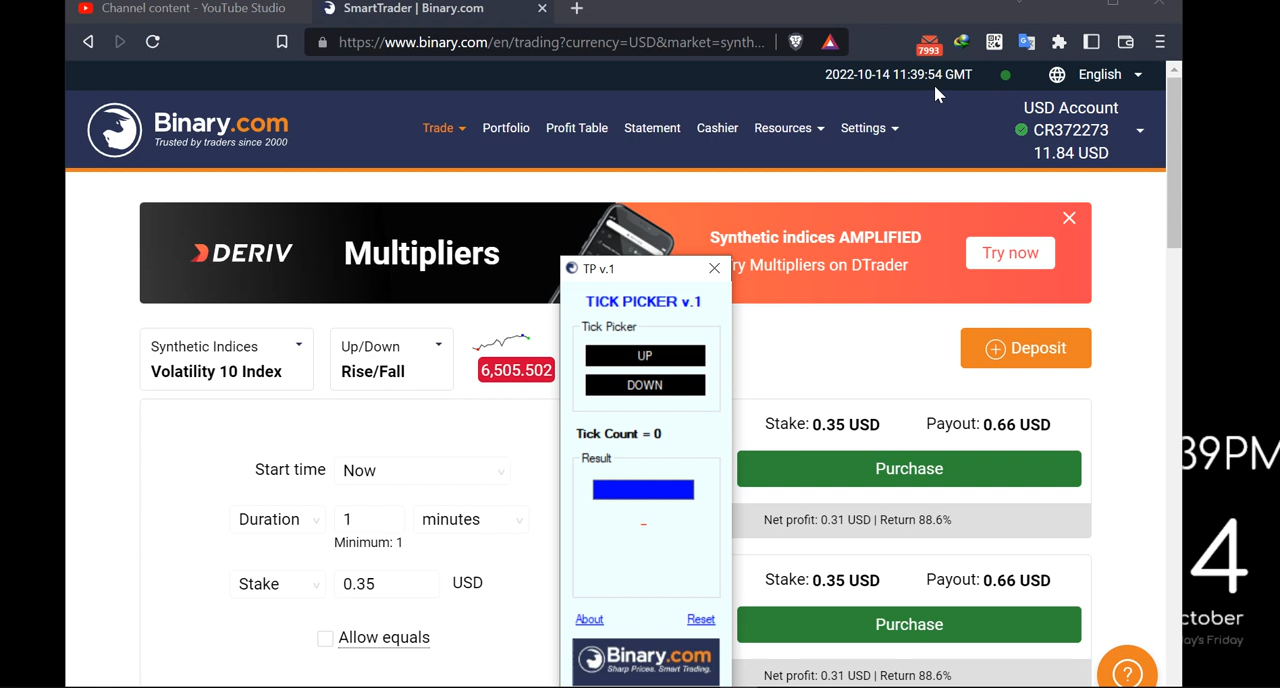 Channel content - YouTube Studio
SmartTrader | Binary.com
https://www.binary.com/en/trading?currency=USD&market=synth...
7993
2022-10-14 11:39:54 GMT
English
Binary.com
Trusted by traders since 2000
Trade
Portfolio
Profit Table
Statement
Cashier
Resources
Settings
USD Account
CR372273
11.84 USD
DERIV
Multipliers
Synthetic indices AMPLIFIED
Try Multipliers on DTrader
Try now
TP v.1
TICK PICKER v.1
Tick Picker
UP
DOWN
Tick Count = 0
Result
–
About
Reset
Binary.com
Sharp Prices. Smart Trading.
Synthetic Indices
Volatility 10 Index
Up/Down
Rise/Fall
6,505.502
Deposit
Start time
Now
Duration
1
minutes
Minimum: 1
Stake
0.35
USD
Allow equals
Stake: 0.35 USD
Payout: 0.66 USD
Purchase
Net profit: 0.31 USD | Return 88.6%
Stake: 0.35 USD
Payout: 0.66 USD
Purchase
Net profit: 0.31 USD | Return 88.6%
?
39PM
4
ctober
ay's Friday